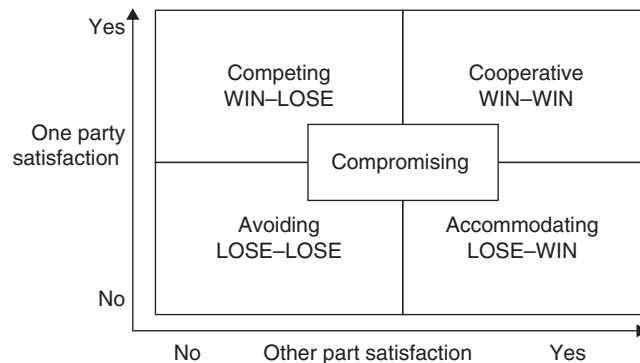 Yes
Competing
WIN–LOSE
Cooperative
WIN–WIN
One party
satisfaction
Compromising
Avoiding
LOSE–LOSE
Accommodating
LOSE–WIN
No
No
Other part satisfaction
Yes